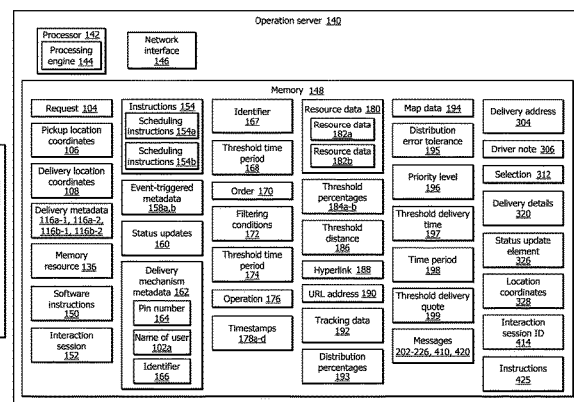 Operation server 140
Processor 142
Processing
engine 144
Network
interface
146
Memory 148
Request 104
Pickup location
coordinates
106
Delivery location
coordinates
108
Delivery metadata
116a-1, 116a-2,
116b-1, 116b-2
Memory
resource 136
Software
instructions
150
Interaction
session
152
Instructions 154
Scheduling
instructions 154a
Scheduling
instructions 154b
Event-triggered
metadata
158a,b
Status updates
160
Delivery
mechanism
metadata 162
Pin number
164
Name of user
102a
Identifier
166
Identifier
167
Threshold time
period
168
Order 170
Filtering
conditions
172
Threshold time
period
174
Operation 176
Timestamps
178a-d
Resource data 180
Resource data
182a
Resource data
182b
Threshold
percentages
184a-b
Threshold
distance
186
Hyperlink 188
URL address 190
Tracking data
192
Distribution
percentages
193
Map data 194
Distribution
error tolerance
195
Priority level
196
Threshold delivery
time
197
Time period
198
Threshold delivery
quote
199
Messages
202-226, 410, 420
Delivery address
304
Driver note 306
Selection 312
Delivery details
320
Status update
element
326
Location
coordinates
328
Interaction
session ID
414
Instructions
425